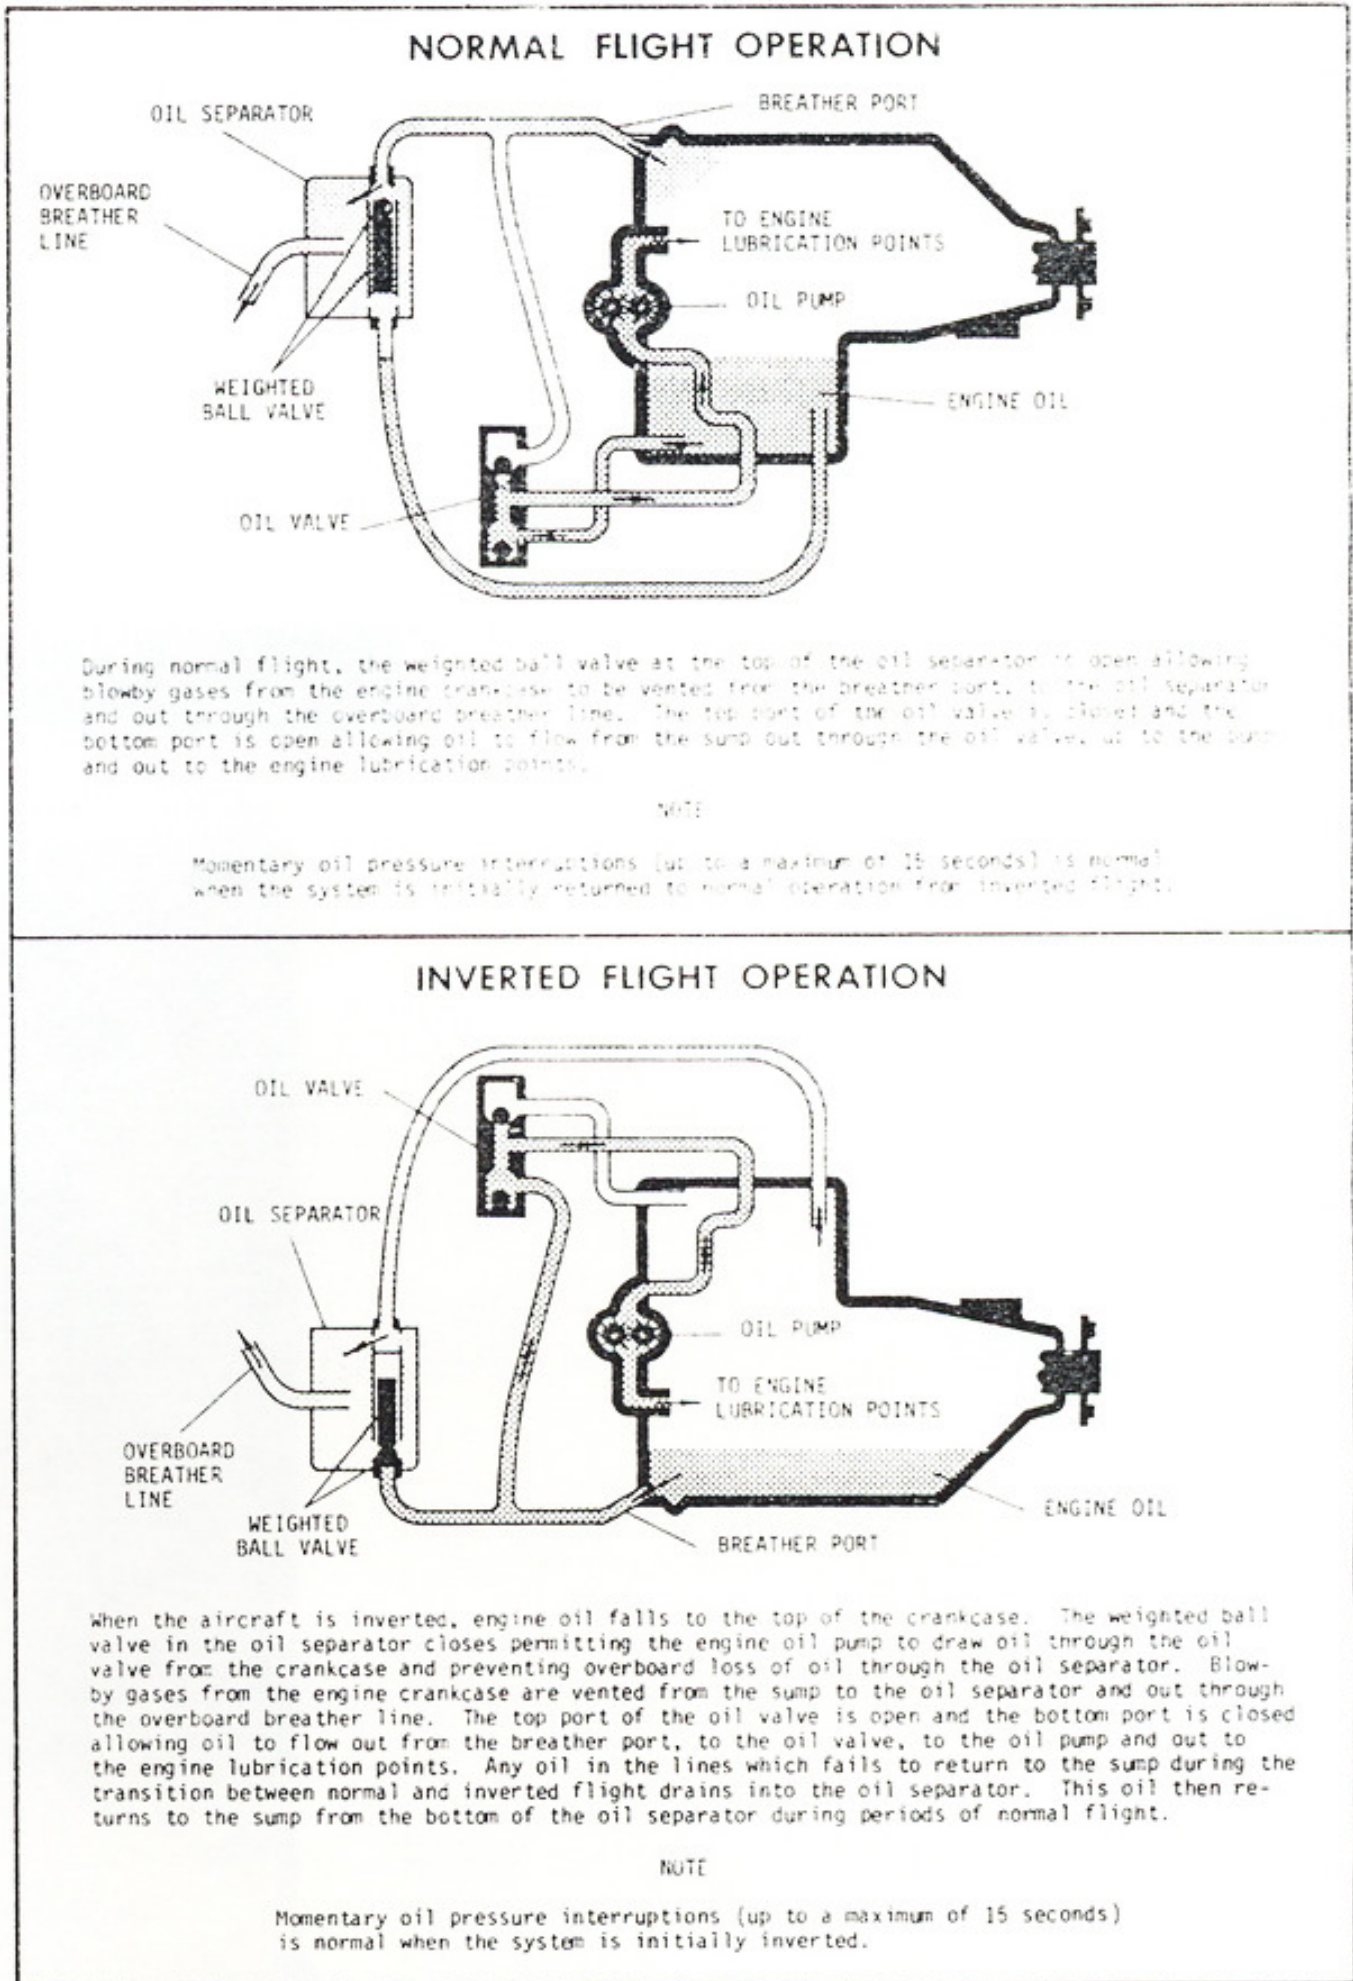 NORMAL FLIGHT OPERATION
OIL SEPARATOR
BREATHER PORT
OVERBOARD
BREATHER
LINE
TO ENGINE
LUBRICATION POINTS
OIL PUMP
WEIGHTED
BALL VALVE
ENGINE OIL
OIL VALVE
During normal flight, the weighted ball valve at the top of the oil separator is open allowing
blowby gases from the engine crankcase to be vented from the breather port, to the oil separator
and out through the overboard breather line. The top port of the oil valve is closed and the
bottom port is open allowing oil to flow from the sump out through the oil valve, up to the pump
and out to the engine lubrication points.
NOTE
Momentary oil pressure interruptions (up to a maximum of 15 seconds) is normal
when the system is initially returned to normal operation from inverted flight.
INVERTED FLIGHT OPERATION
OIL VALVE
OIL SEPARATOR
OIL PUMP
TO ENGINE
LUBRICATION POINTS
OVERBOARD
BREATHER
LINE
WEIGHTED
BALL VALVE
ENGINE OIL
BREATHER PORT
When the aircraft is inverted, engine oil falls to the top of the crankcase. The weighted ball
valve in the oil separator closes permitting the engine oil pump to draw oil through the oil
valve from the crankcase and preventing overboard loss of oil through the oil separator. Blow-
by gases from the engine crankcase are vented from the sump to the oil separator and out through
the overboard breather line. The top port of the oil valve is open and the bottom port is closed
allowing oil to flow out from the breather port, to the oil valve, to the oil pump and out to
the engine lubrication points. Any oil in the lines which fails to return to the sump during the
transition between normal and inverted flight drains into the oil separator. This oil then re-
turns to the sump from the bottom of the oil separator during periods of normal flight.
NOTE
Momentary oil pressure interruptions (up to a maximum of 15 seconds)
is normal when the system is initially inverted.